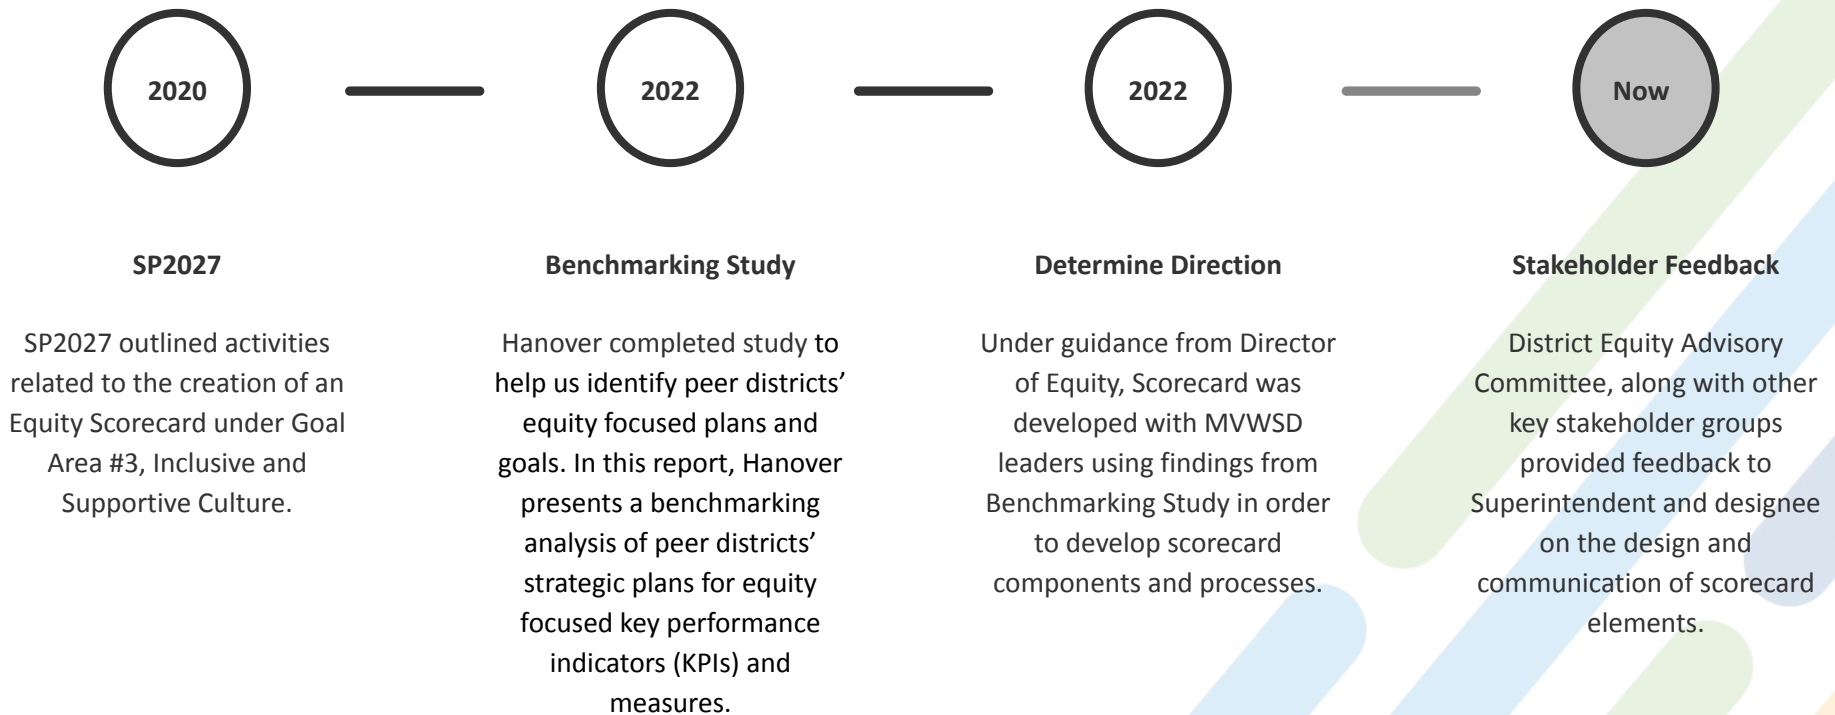 2020
2022
2022
Now
SP2027
SP2027 outlined activities
related to the creation of an
Equity Scorecard under Goal
Area #3, Inclusive and
Supportive Culture.
Benchmarking Study
Hanover completed study to
help us identify peer districts’
equity focused plans and
goals. In this report, Hanover
presents a benchmarking
analysis of peer districts’
strategic plans for equity
focused key performance
indicators (KPIs) and
measures.
Determine Direction
Under guidance from Director
of Equity, Scorecard was
developed with MVWSD
leaders using findings from
Benchmarking Study in order
to develop scorecard
components and processes.
Stakeholder Feedback
District Equity Advisory
Committee, along with other
key stakeholder groups
provided feedback to
Superintendent and designee
on the design and
communication of scorecard
elements.